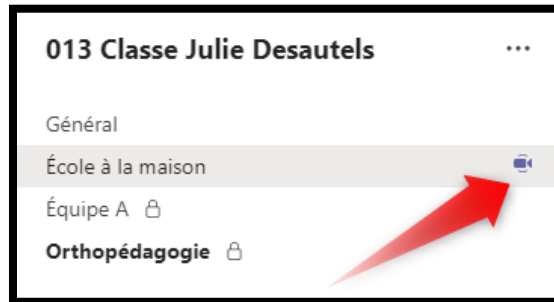 013 Classe Julie Desautels ...
Général
École à la maison
Équipe A
Orthopédagogie